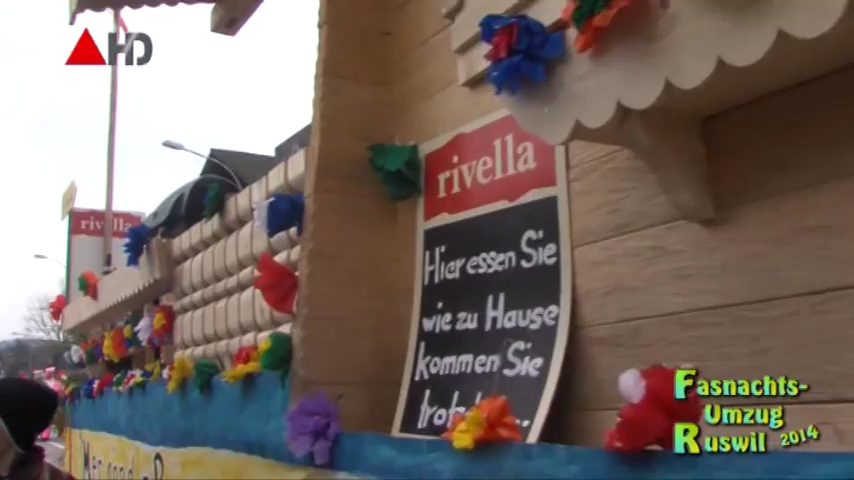 HD
rivella
Hier essen Sie
wie zu Hause
kommen Sie
rivella
Fasnachts-
Umzug
Ruswil 2014